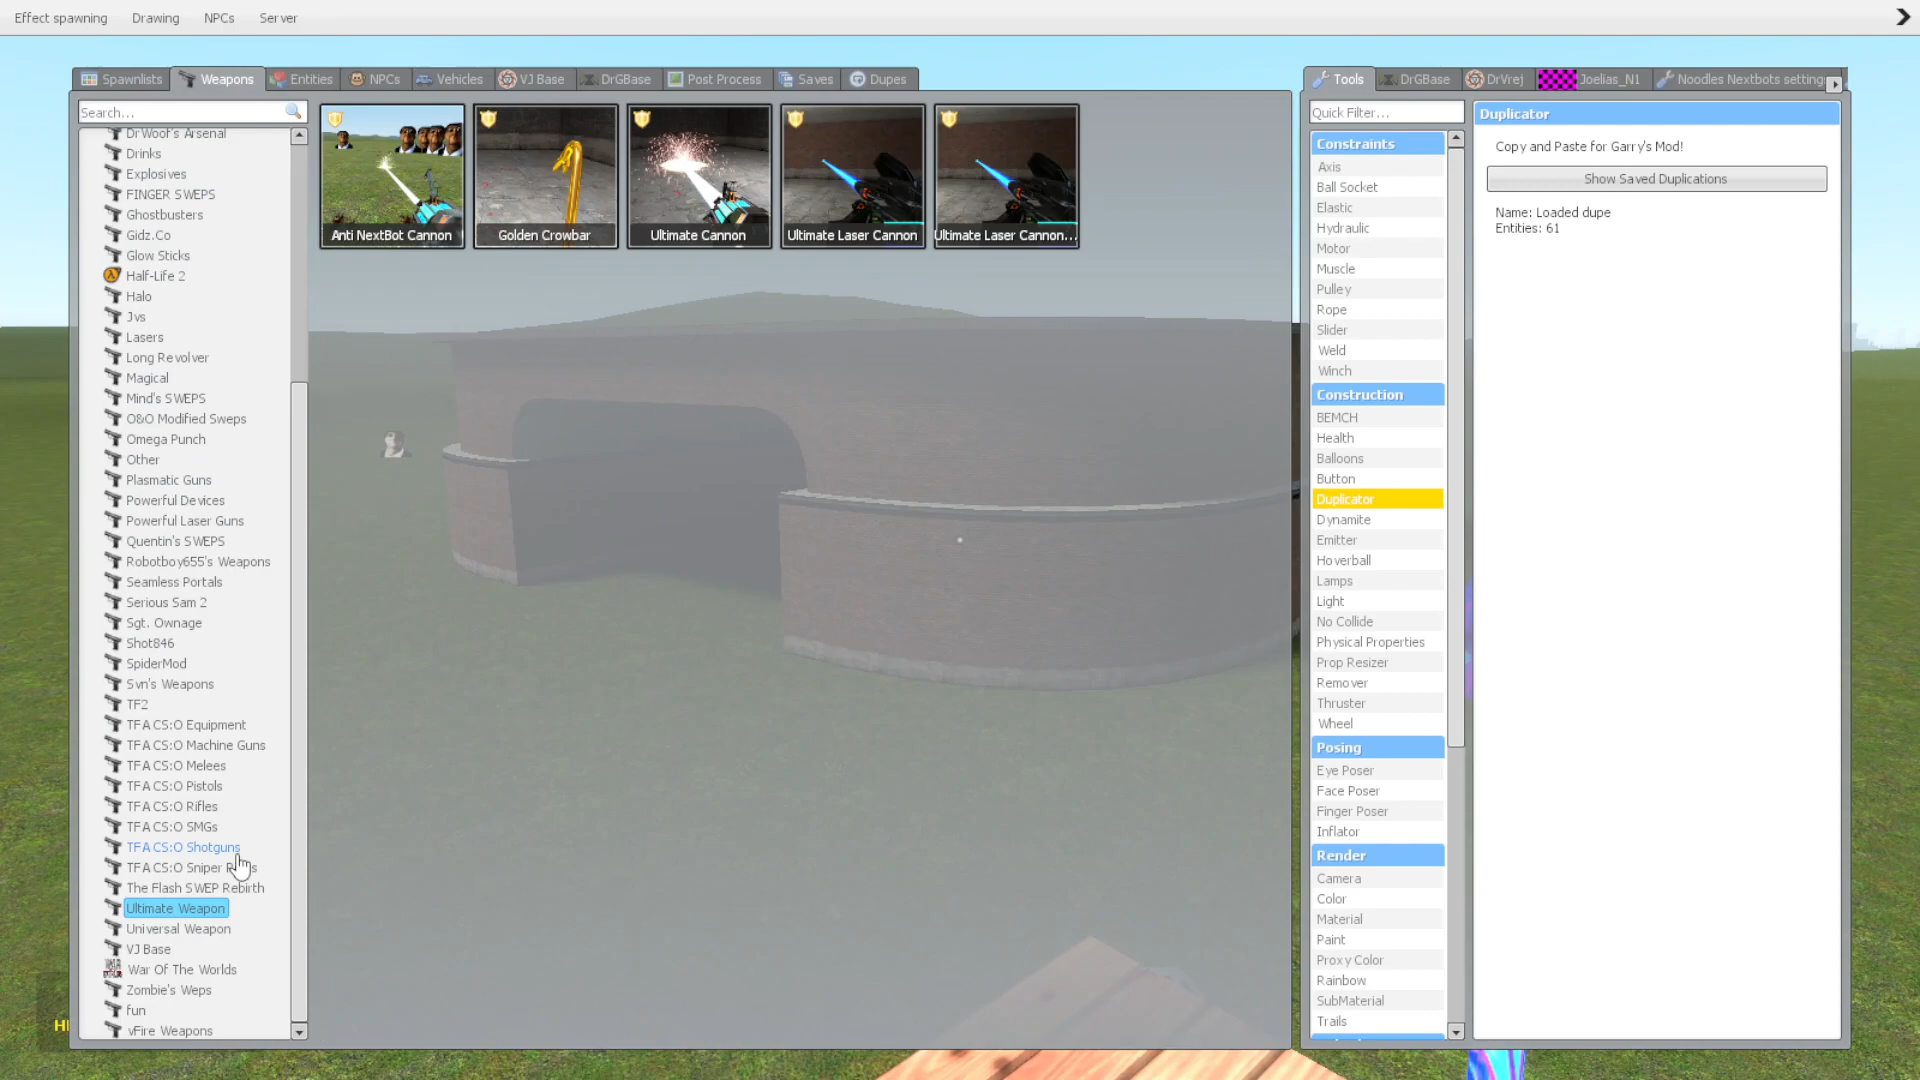 Effect spawning Drawing NPCs Server
Spawnlists Weapons Entities NPCs Vehicles VJ Base DrGBase Post Process Saves Dupes
Search...
DrWoof's Arsenal
Drinks
Explosives
FINGER SWEPS
Ghostbusters
Gidz.Co
Glow Sticks
Half-Life 2
Halo
Jvs
Lasers
Long Revolver
Magical
Mind's SWEPS
O&O Modified Sweps
Omega Punch
Other
Plasmatic Guns
Powerful Devices
Powerful Laser Guns
Quentin's SWEPS
Robotboy655's Weapons
Seamless Portals
Serious Sam 2
Sgt. Ownage
Shot846
SpiderMod
Svn's Weapons
TF2
TFA CS:O Equipment
TFA CS:O Machine Guns
TFA CS:O Melees
TFA CS:O Pistols
TFA CS:O Rifles
TFA CS:O SMGs
TFA CS:O Shotguns
TFA CS:O Sniper
The Flash SWEP Rebirth
Ultimate Weapon
Universal Weapon
VJ Base
War Of The Worlds
Zombie's Weps
fun
vFire Weapons
Anti NextBot Cannon
Golden Crowbar
Ultimate Cannon
Ultimate Laser Cannon
Ultimate Laser Cannon...
Tools DrGBase DrVrej Joelias_N1 Noodles Nextbots setting
Quick Filter...
Constraints
Axis
Ball Socket
Elastic
Hydraulic
Motor
Muscle
Pulley
Rope
Slider
Weld
Winch
Construction
BEMCH
Health
Balloons
Button
Duplicator
Dynamite
Emitter
Hoverball
Lamps
Light
No Collide
Physical Properties
Prop Resizer
Remover
Thruster
Wheel
Posing
Eye Poser
Face Poser
Finger Poser
Inflator
Render
Camera
Color
Material
Paint
Proxy Color
Rainbow
SubMaterial
Trails
Duplicator
Copy and Paste for Garry's Mod!
Show Saved Duplications
Name: Loaded dupe
Entities: 61